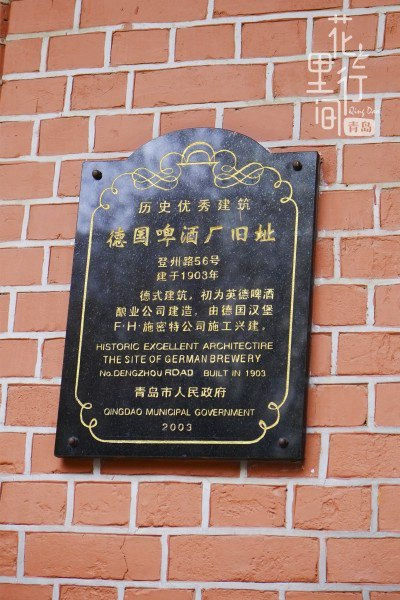 花间里行
Qing Dao
青岛
历史优秀建筑
德国啤酒厂旧址
登州路56号
建于1903年
德式建筑，初为英德啤酒
酿业公司建造，由德国汉堡
F·H·施密特公司施工兴建。
HISTORIC EXCELLENT ARCHITECTIRE
THE SITE OF GERMAN BREWERY
No.DENGZHOU ROAD BUILT IN 1903
青岛市人民政府
QINGDAO MUNICIPAL GOVERNMENT
2003